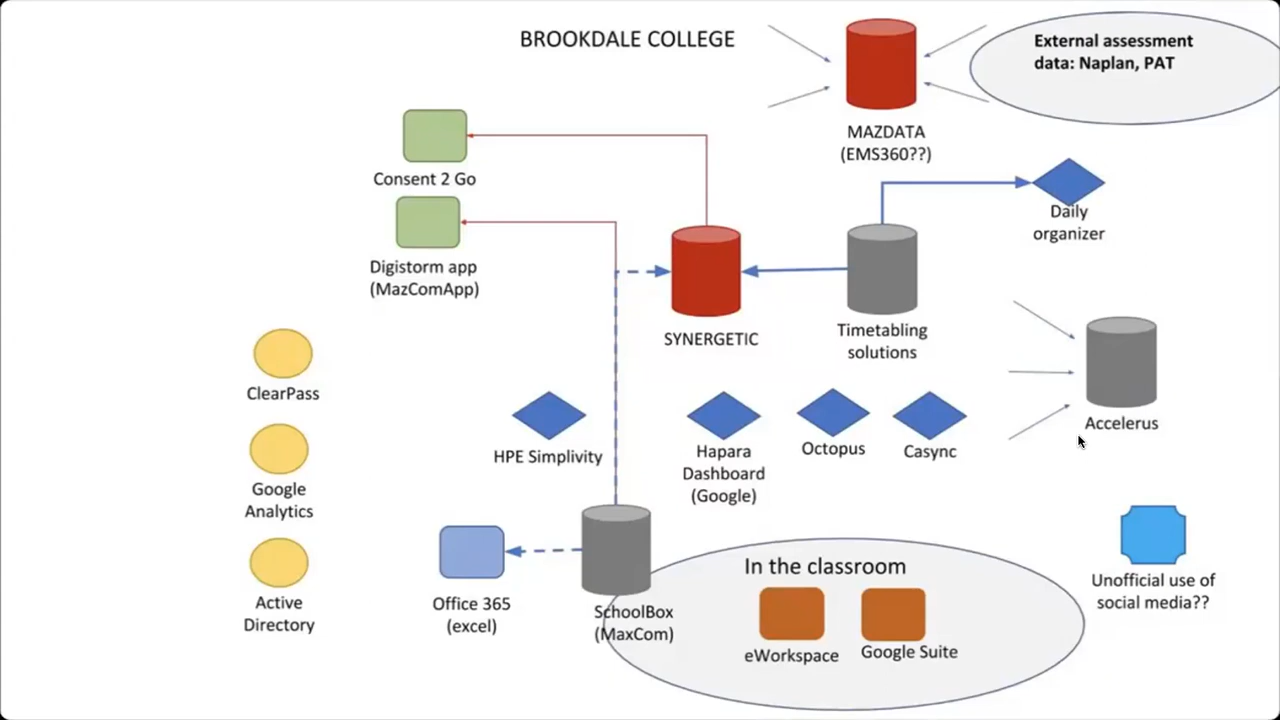 BROOKDALE COLLEGE
External assessment
data: Naplan, PAT
MAZDATA
(EMS360??)
Consent 2 Go
Daily
organizer
Digistorm app
(MazComApp)
SYNERGETIC
Timetabling
solutions
ClearPass
Accelerus
HPE Simplivity
Hapara
Dashboard
(Google)
Octopus
Casync
Google
Analytics
In the classroom
Unofficial use of
social media??
Active
Directory
Office 365
(excel)
SchoolBox
(MaxCom)
eWorkspace
Google Suite